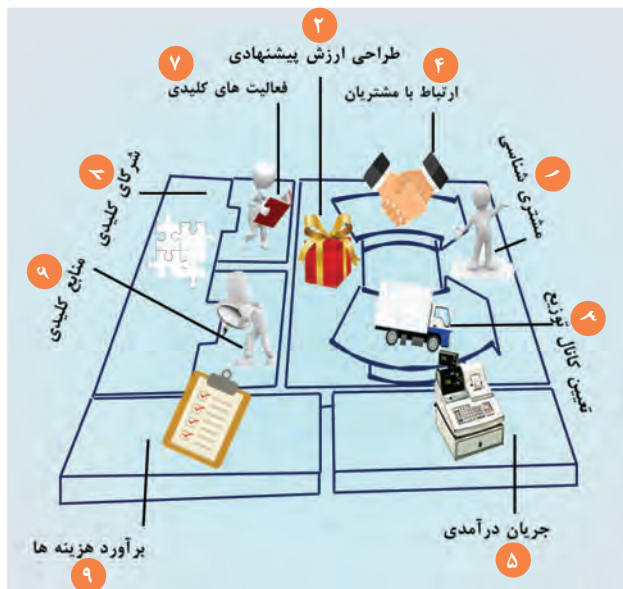 ۲
طراحی ارزش پیشنهادی
۴
ارتباط با مشتریان
۷
فعالیت های کلیدی
۱
مشتری شناسی
۸
شرکای کلیدی
۶
منابع کلیدی
۳
تعیین کانال توزیع
جریان درآمدی
۵
برآورد هزینه ها
۹